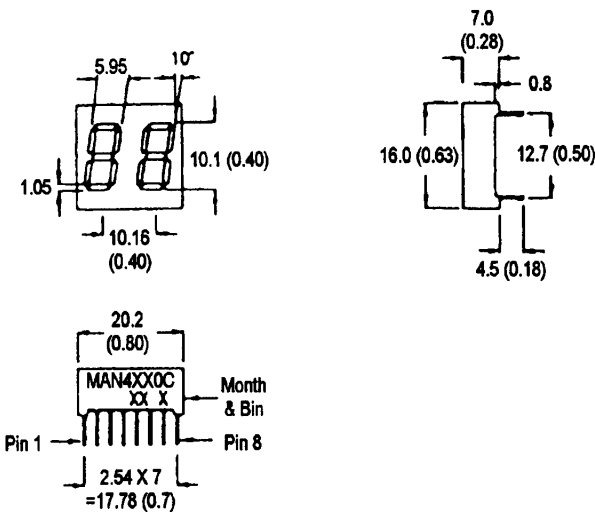 5.95
10°
10.1 (0.40)
1.05
10.16
(0.40)
7.0
(0.28)
0.8
16.0 (0.63)
12.7 (0.50)
4.5 (0.18)
20.2
(0.80)
MAN4XX0C
XX X
Month
& Bin
Pin 1
Pin 8
2.54 X 7
=17.78 (0.7)